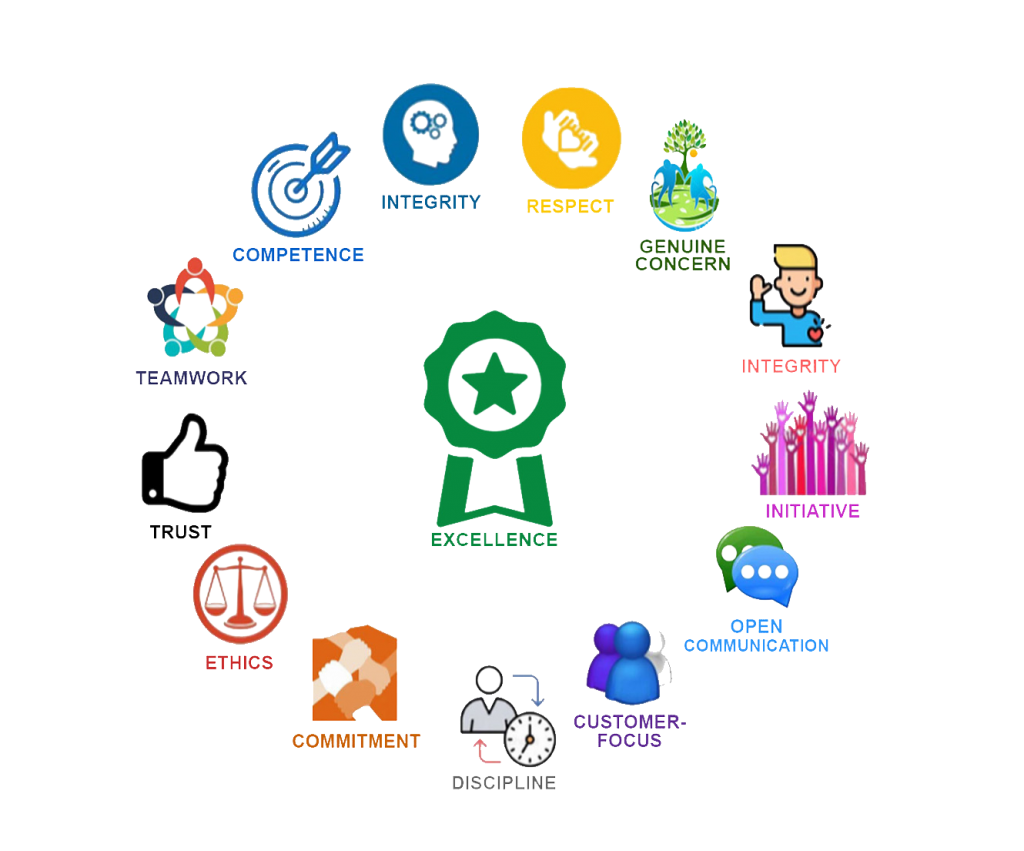 INTEGRITY
RESPECT
GENUINE
CONCERN
COMPETENCE
INTEGRITY
TEAMWORK
INITIATIVE
TRUST
EXCELLENCE
OPEN
COMMUNICATION
ETHICS
CUSTOMER-
FOCUS
COMMITMENT
DISCIPLINE